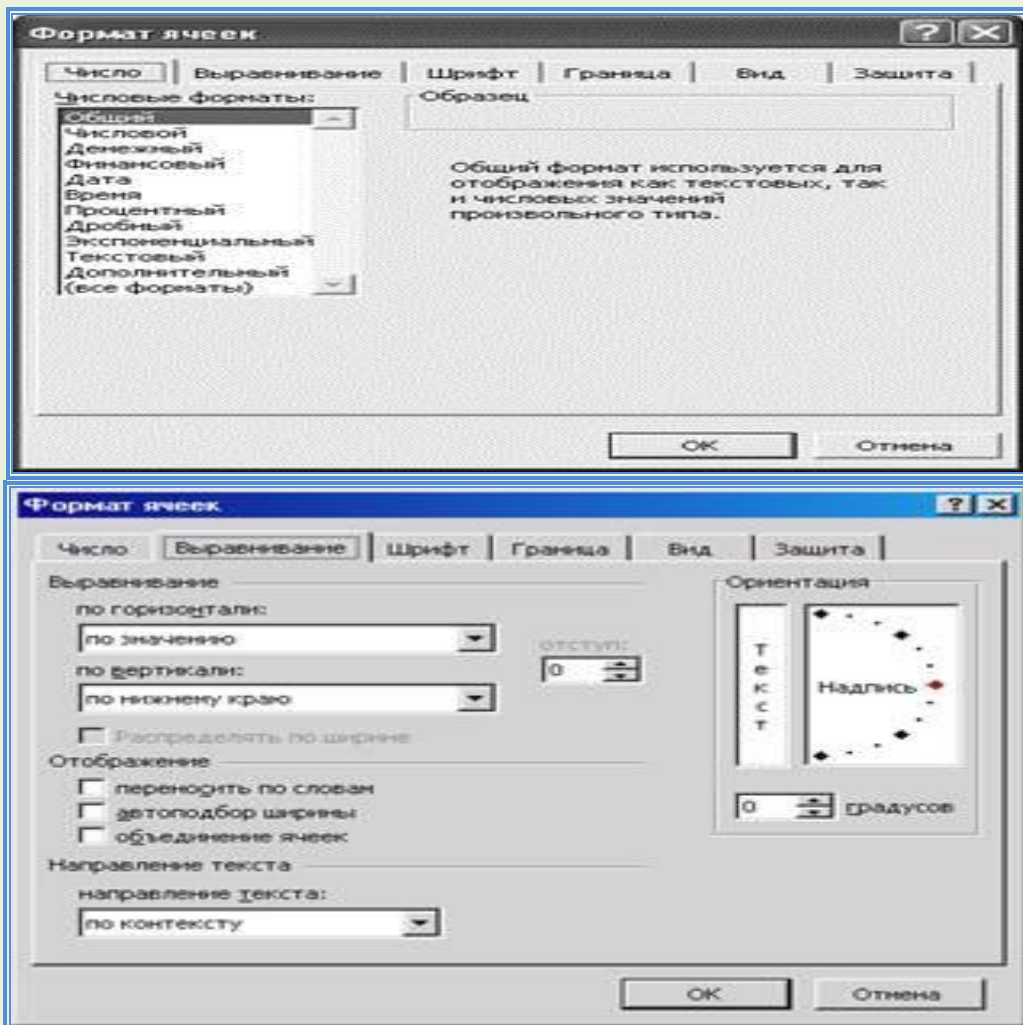 Формат ячеек
Число Выравнивание Шрифт Граница Вид Защита
Числовые форматы:
Образец
Общий
Числовой
Денежный
Финансовый
Дата
Время
Процентный
Дробный
Экспоненциальный
Текстовый
Дополнительный
(все форматы)
Общий формат используется для
отображения как текстовых, так
и числовых значений
произвольного типа.
ОК Отмена
Формат ячеек
Число Выравнивание Шрифт Граница Вид Защита
Выравнивание
по горизонтали:
по значению
отступ:
по вертикали:
0
по нижнему краю
Распределять по ширине
Отображение
переносить по словам
автоподбор ширины
объединение ячеек
Направление текста
направление текста:
по контексту
Ориентация
Текст
Надпись
0 градусов
ОК Отмена